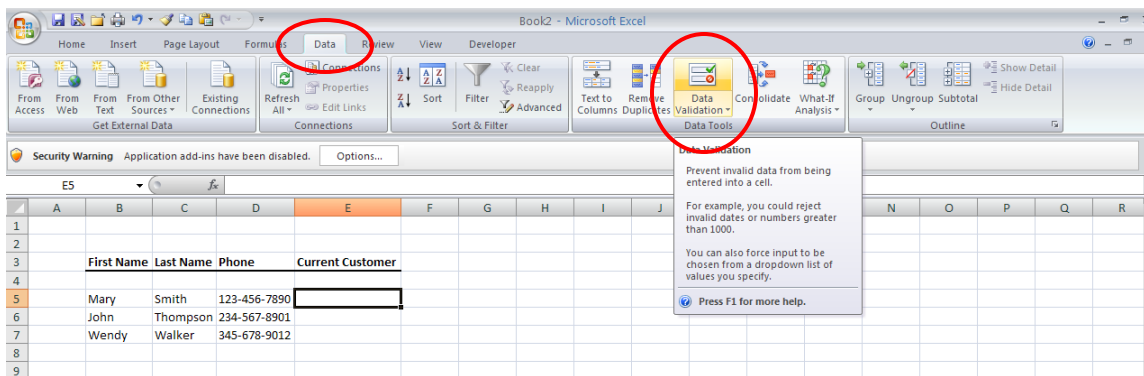 Book2 - Microsoft Excel
Home Insert Page Layout Formulas Data Review View Developer
From Access
From Web
From Text
From Other Sources
Existing Connections
Get External Data
Refresh All
Connections
Properties
Edit Links
Connections
A Z
Z A
Sort
Filter
Clear
Reapply
Advanced
Sort & Filter
Text to Columns
Remove Duplicates
Data Validation
Consolidate
What-If Analysis
Data Tools
Group
Ungroup
Subtotal
Show Detail
Hide Detail
Outline
Security Warning Application add-ins have been disabled. Options...
E5 fx
A B C D E F G H I J N O P Q R
1
2
3 First Name Last Name Phone Current Customer
4
5 Mary Smith 123-456-7890
6 John Thompson 234-567-8901
7 Wendy Walker 345-678-9012
8
9
Data Validation
Prevent invalid data from being
entered into a cell.
For example, you could reject
invalid dates or numbers greater
than 1000.
You can also force input to be
chosen from a dropdown list of
values you specify.
Press F1 for more help.